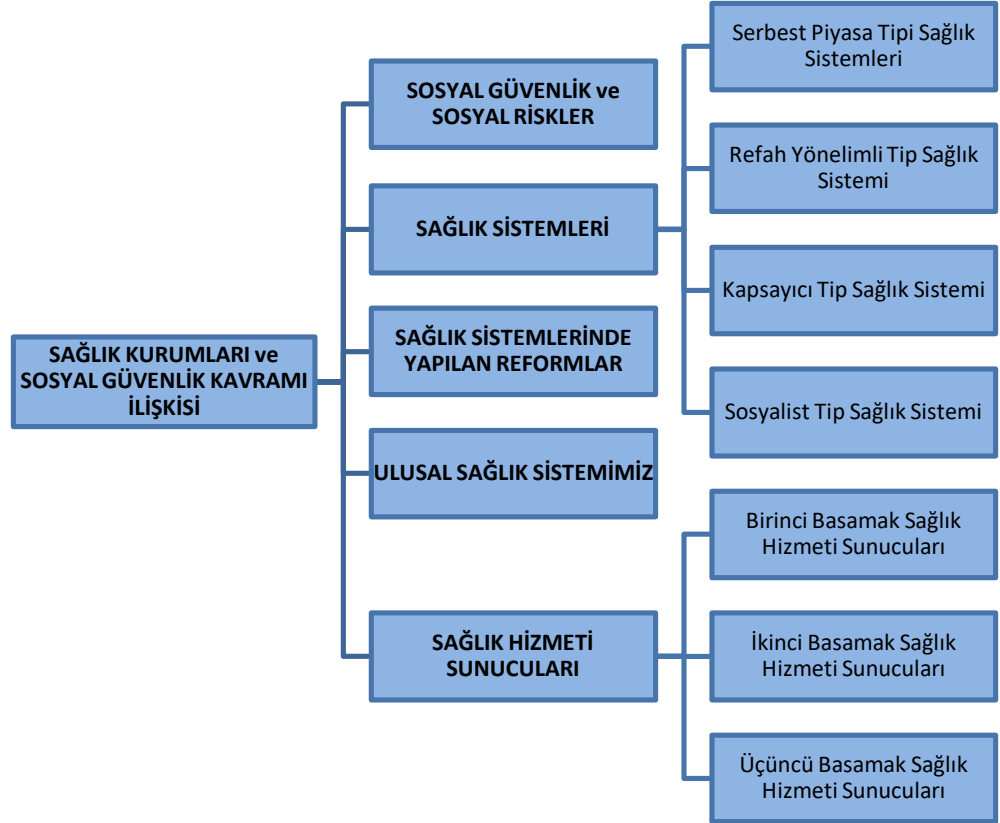 SAĞLIK KURUMLARI ve
SOSYAL GÜVENLİK KAVRAMI
İLİŞKİSİ
SOSYAL GÜVENLİK ve
SOSYAL RİSKLER
SAĞLIK SİSTEMLERİ
Serbest Piyasa Tipi Sağlık
Sistemleri
Refah Yönelimli Tip Sağlık
Sistemi
Kapsayıcı Tip Sağlık Sistemi
Sosyalist Tip Sağlık Sistemi
SAĞLIK SİSTEMLERİNDE
YAPILAN REFORMLAR
ULUSAL SAĞLIK SİSTEMİMİZ
SAĞLIK HİZMETİ
SUNUCULARI
Birinci Basamak Sağlık
Hizmeti Sunucuları
İkinci Basamak Sağlık
Hizmeti Sunucuları
Üçüncü Basamak Sağlık
Hizmeti Sunucuları